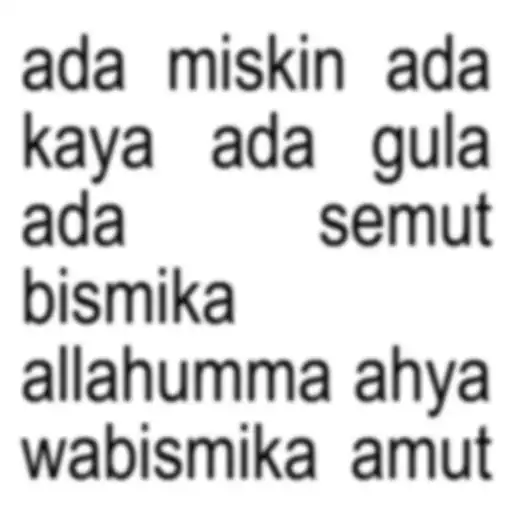 ada miskin ada
kaya ada gula
ada semut
bismika
allahumma ahya
wabismika amut